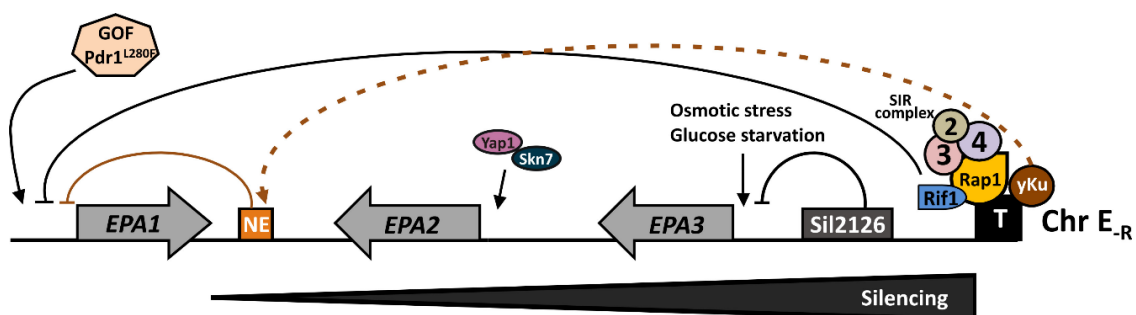 GOF
Pdr1L280F
SIR
complex
2
3
4
Osmotic stress
Glucose starvation
Yap1
Skn7
Rap1
Rif1
yKu
EPA1
NE
EPA2
EPA3
Sil2126
T
Chr E-R
Silencing